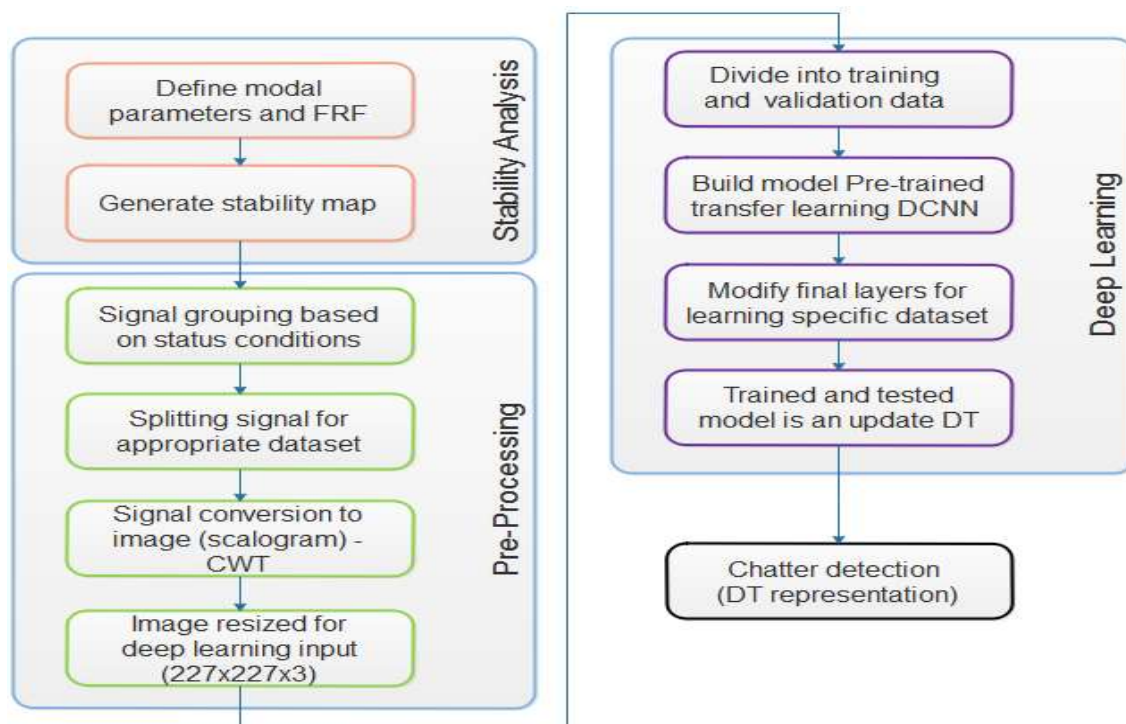 Define modal
parameters and FRF
Generate stability map
Stability Analysis
Signal grouping based
on status conditions
Splitting signal for
appropriate dataset
Signal conversion to
image (scalogram) -
CWT
Image resized for
deep learning input
(227x227x3)
Pre-Processing
Divide into training
and validation data
Build model Pre-trained
transfer learning DCNN
Modify final layers for
learning specific dataset
Trained and tested
model is an update DT
Deep Learning
Chatter detection
(DT representation)